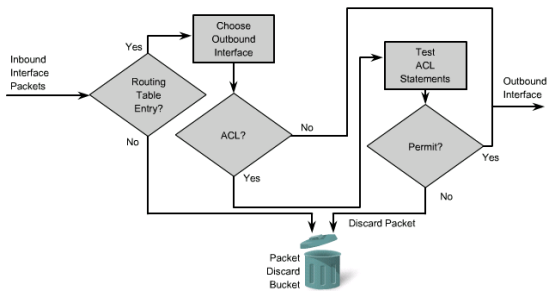 Inbound
Interface
Packets
Yes
Routing
Table
Entry?
No
Choose
Outbound
Interface
ACL?
No
Yes
Test
ACL
Statements
Permit?
Yes
No
Outbound
Interface
Discard Packet
Packet
Discard
Bucket